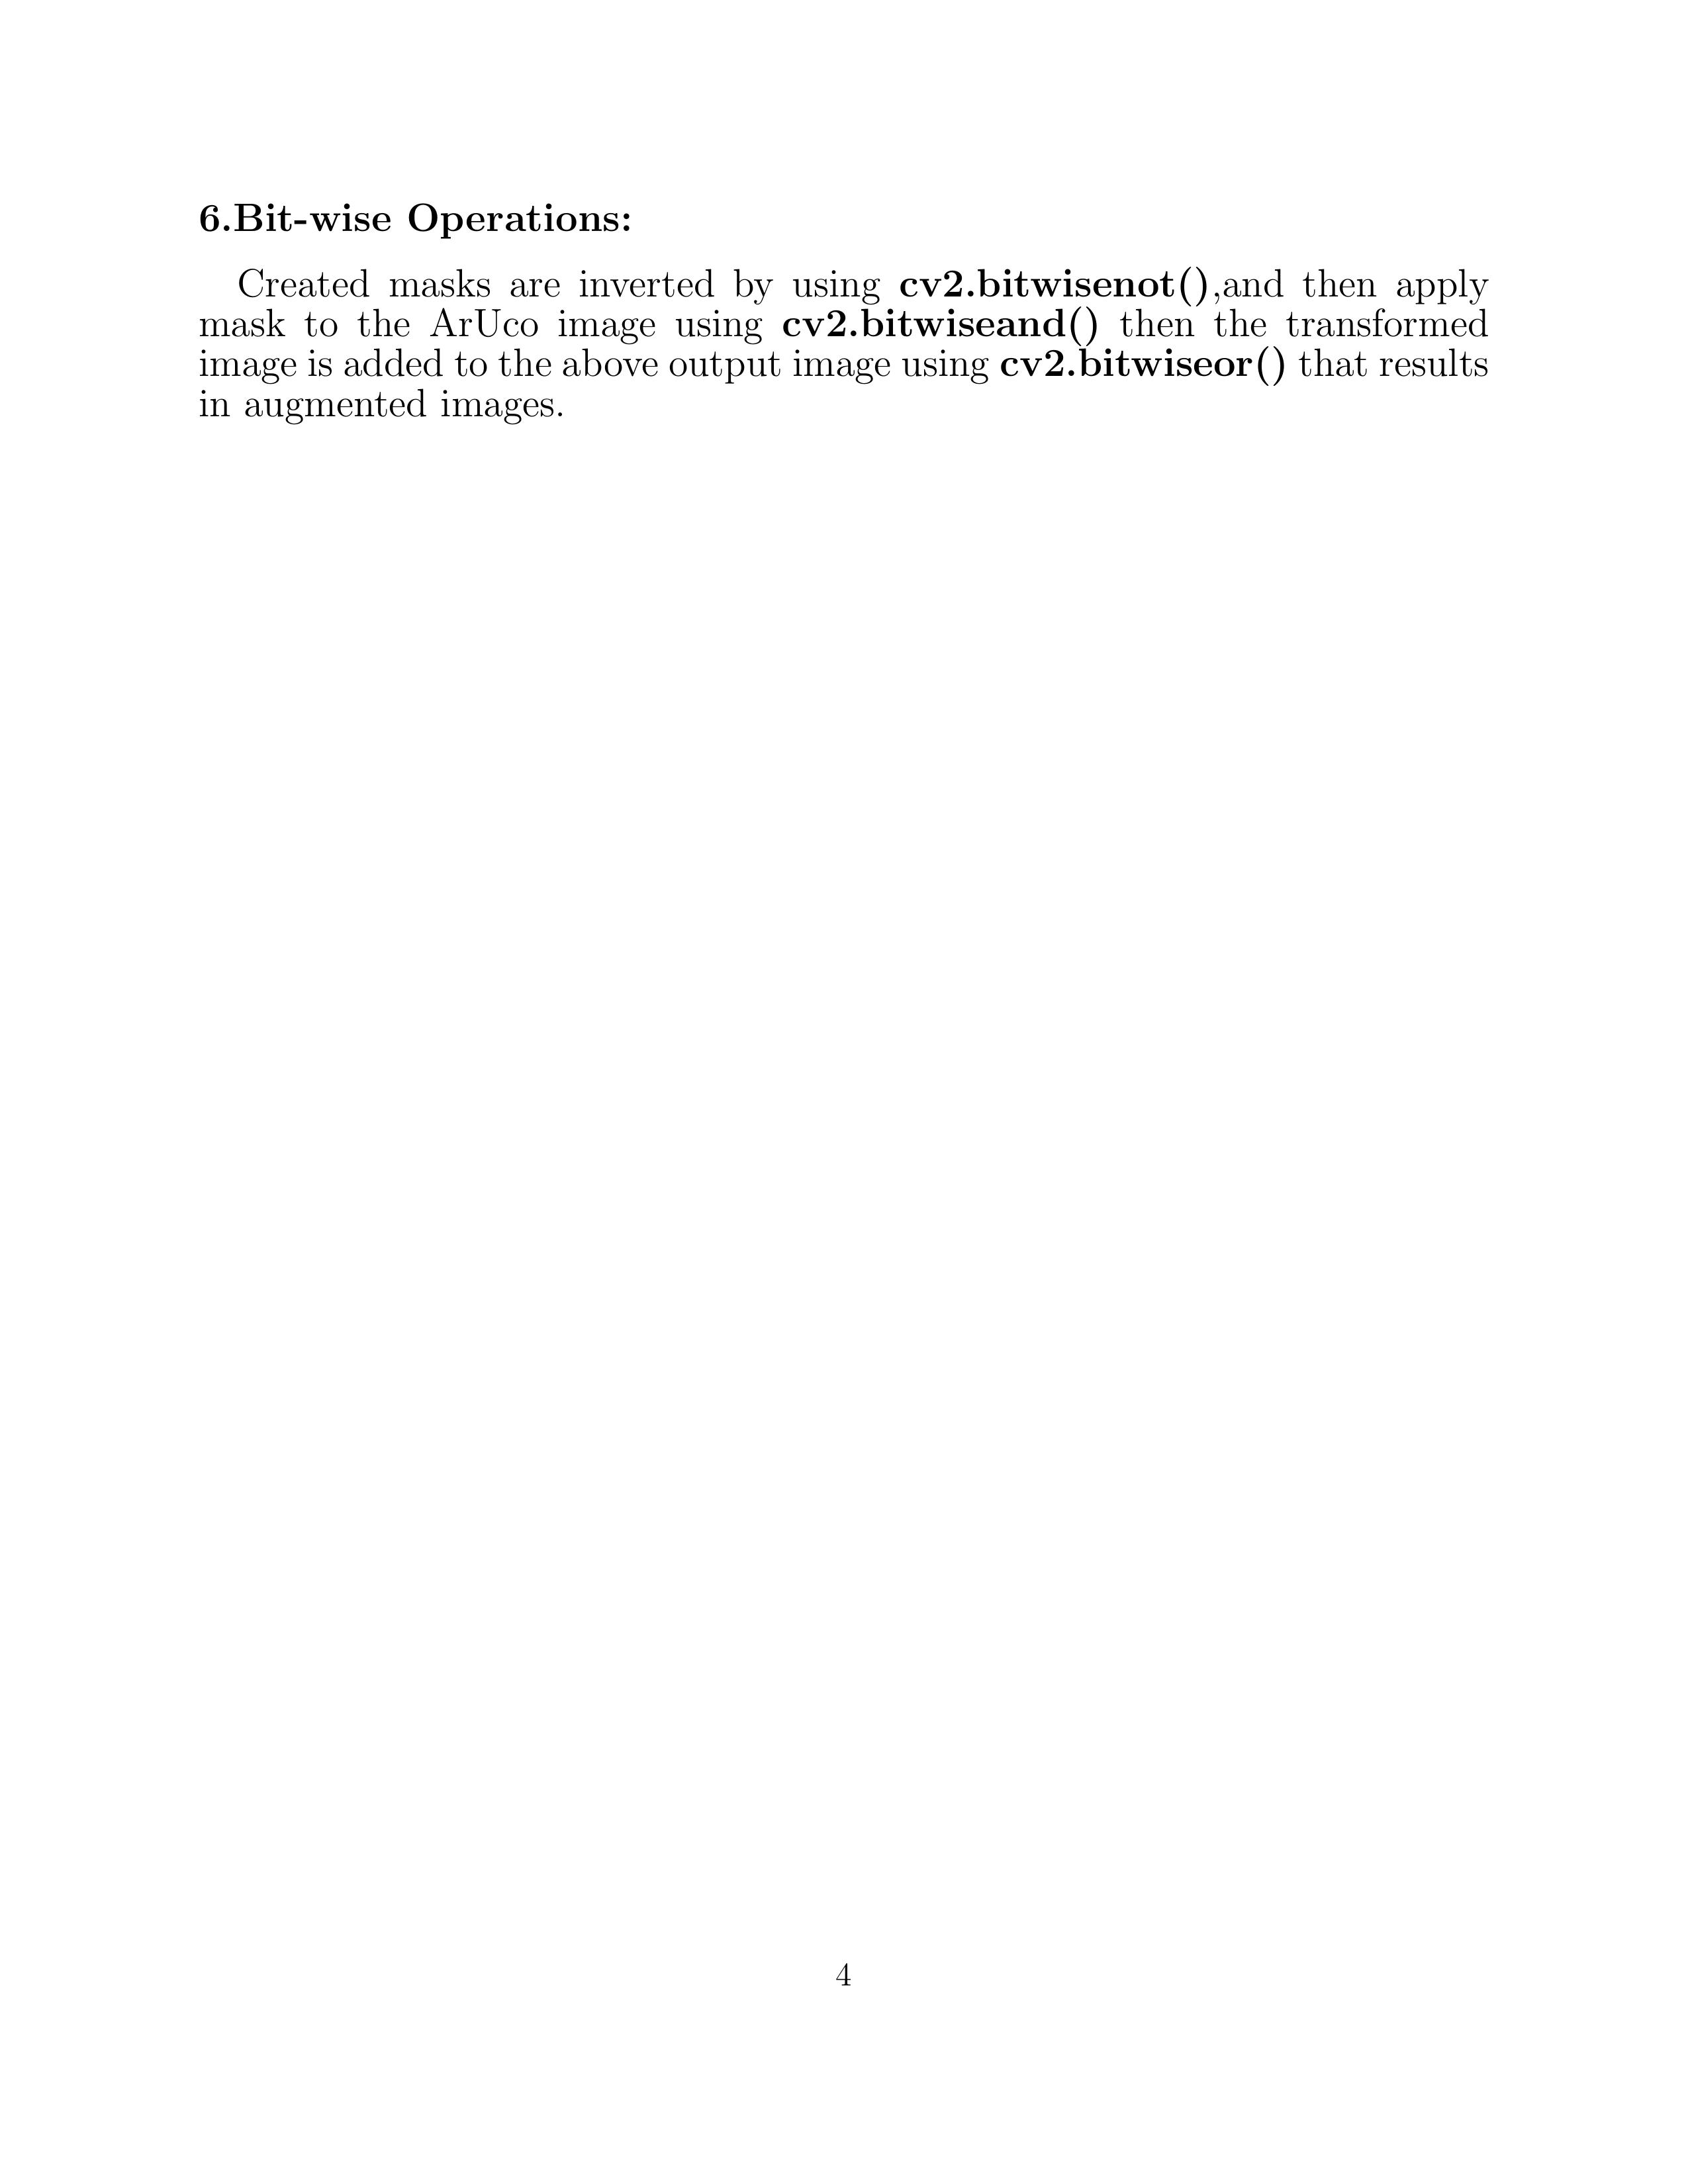 6.Bit-wise Operations:
Created masks are inverted by using cv2.bitwisenot(),and then apply
mask to the ArUco image using cv2.bitwiseand() then the transformed
image is added to the above output image using cv2.bitwiseor() that results
in augmented images.
4